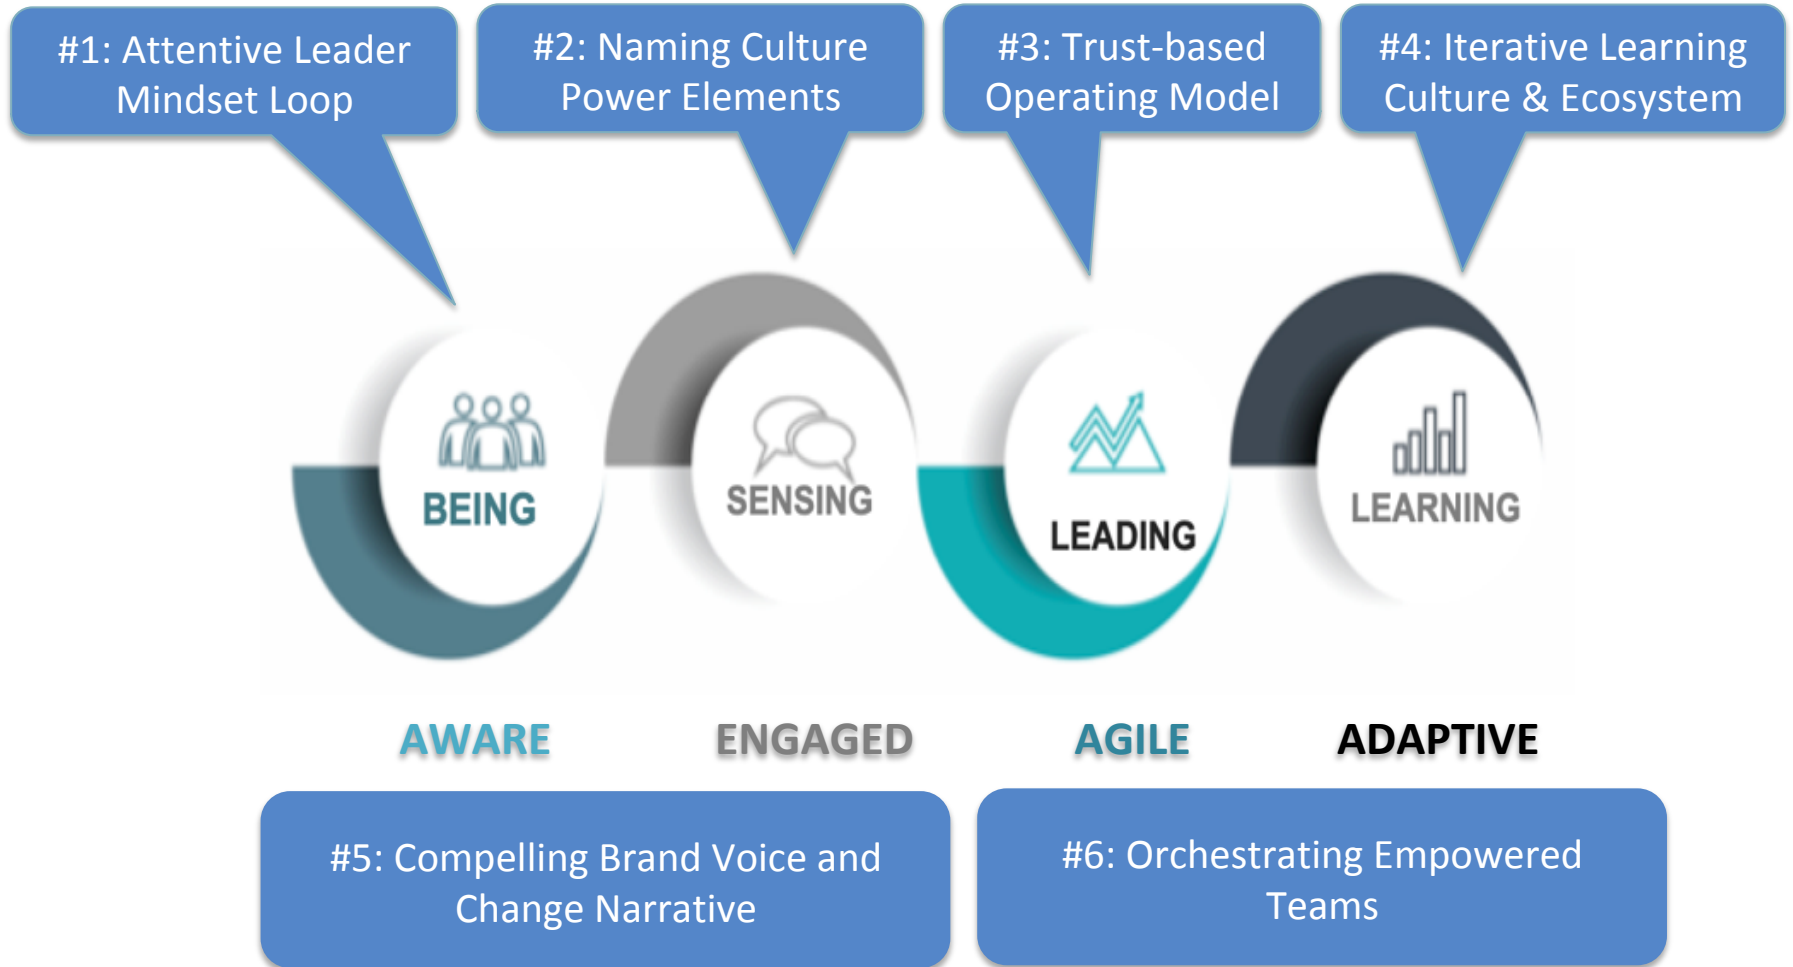 #1: Attentive Leader
Mindset Loop
#2: Naming Culture
Power Elements
#3: Trust-based
Operating Model
#4: Iterative Learning
Culture & Ecosystem
BEING
SENSING
LEADING
LEARNING
AWARE
ENGAGED
AGILE
ADAPTIVE
#5: Compelling Brand Voice and
Change Narrative
#6: Orchestrating Empowered
Teams